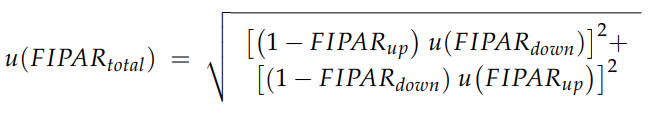 u(FIPAR_total) = √ [(1 − FIPAR_up) u(FIPAR_down)]² +
[(1 − FIPAR_down) u(FIPAR_up)]²